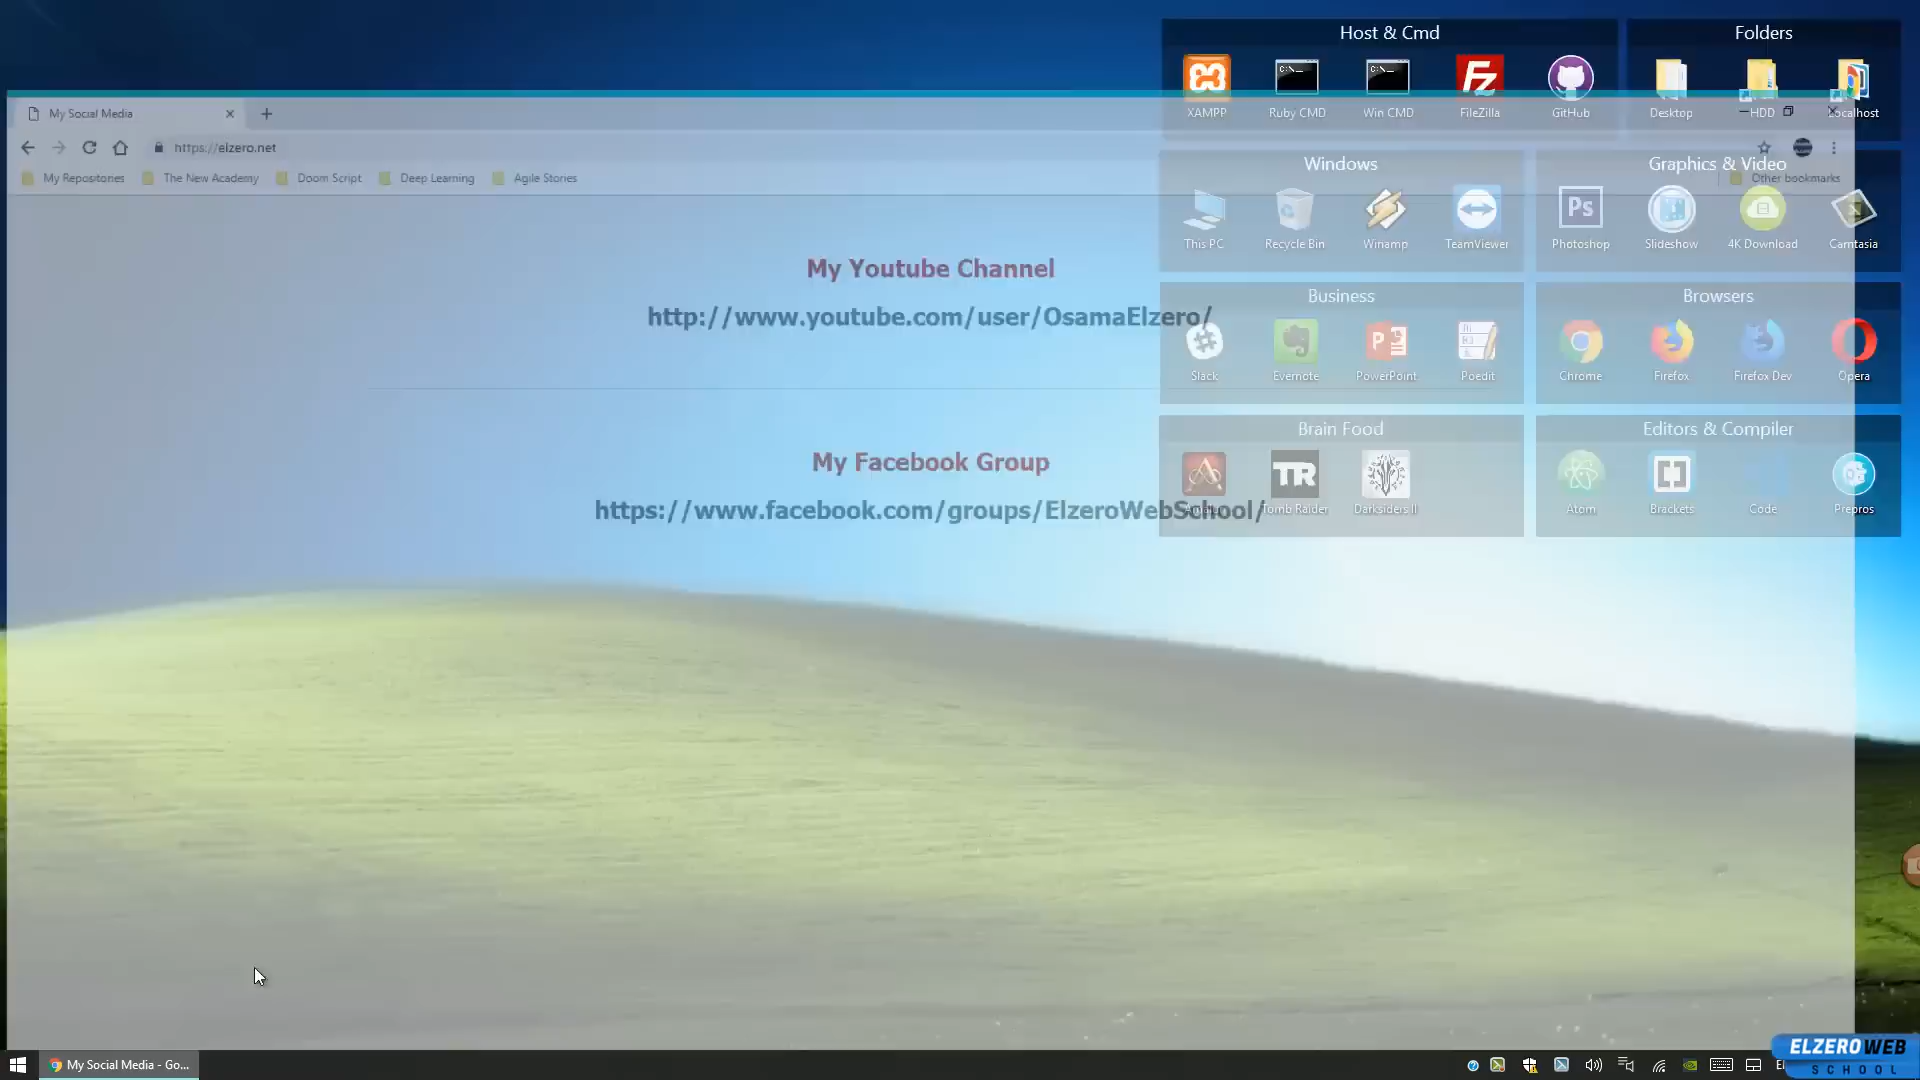 Host & Cmd
Folders
XAMPP
Ruby CMD
Win CMD
FileZilla
GitHub
Desktop
HDD
Localhost
My Social Media
https://elzero.net
My Repositories
The New Academy
Doom Script
Deep Learning
Agile Stories
Other bookmarks
Windows
Graphics & Video
This PC
Recycle Bin
Winamp
TeamViewer
Ps
Photoshop
Slideshow
4K Download
Camtasia
My Youtube Channel
http://www.youtube.com/user/OsamaElzero/
Business
Browsers
Slack
Evernote
PowerPoint
Poedit
Chrome
Firefox
Firefox Dev
Opera
My Facebook Group
https://www.facebook.com/groups/ElzeroWebSchool/
Brain Food
Editors & Compiler
TR
Tomb Raider
Darksiders II
Atom
Brackets
Code
Prepros
My Social Media - Go...
ELZERO WEB
SCHOOL